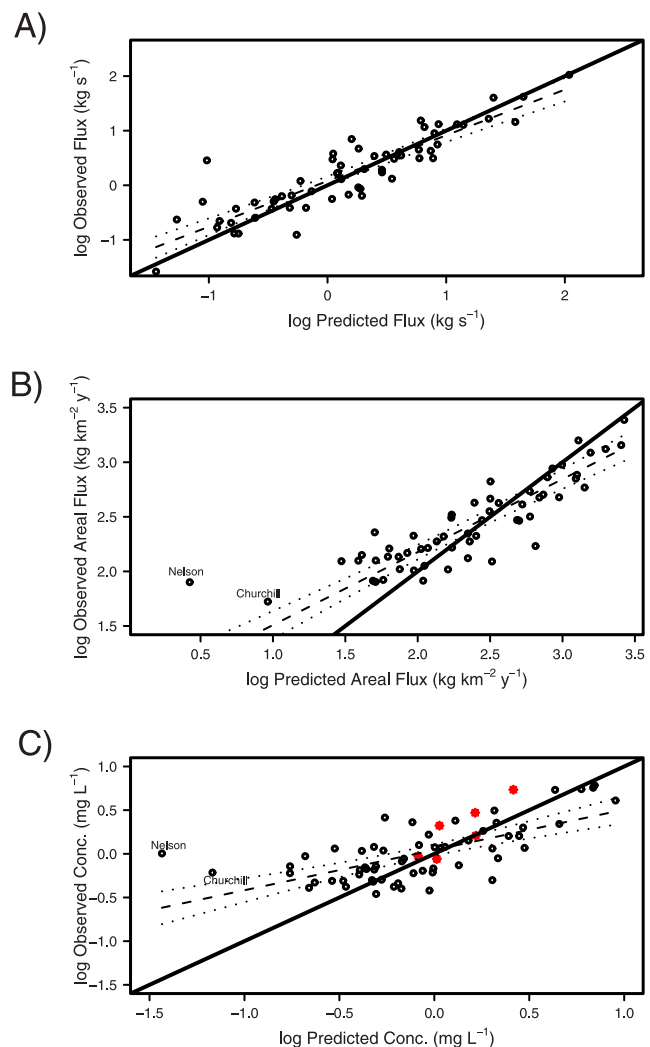 A)
log Observed Flux (kg s⁻¹)
2
1
0
−1
−1
0
1
2
log Predicted Flux (kg s⁻¹)
B)
log Observed Areal Flux (kg km⁻² y⁻¹)
3.5
3.0
2.5
2.0
1.5
Nelson
Churchill
0.5
1.0
1.5
2.0
2.5
3.0
3.5
log Predicted Areal Flux (kg km⁻² y⁻¹)
C)
log Observed Conc. (mg L⁻¹)
1.0
0.5
0.0
−0.5
−1.0
−1.5
Nelson
Churchill
−1.5
−1.0
−0.5
0.0
0.5
1.0
log Predicted Conc. (mg L⁻¹)